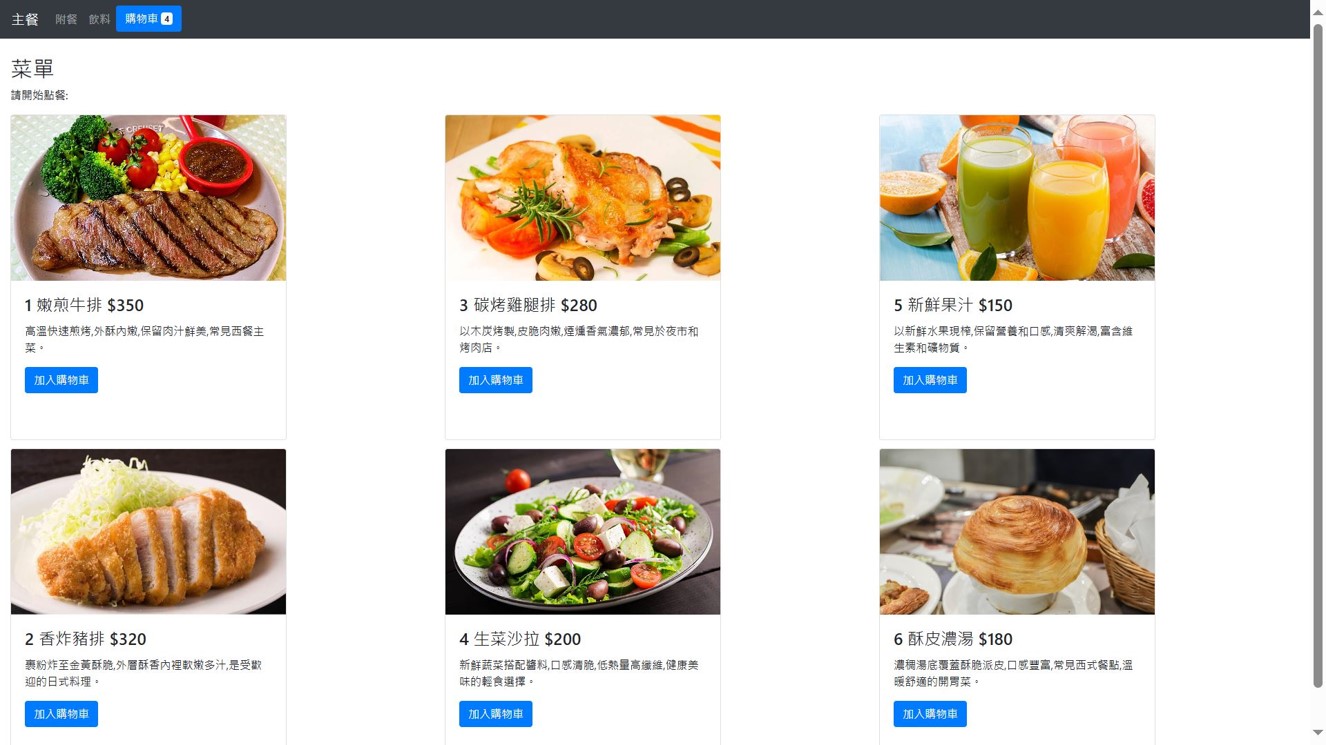 主餐 附餐 飲料 購物車 4
菜單
請開始點餐:
1 嫩煎牛排 $350
高溫快速煎烤,外酥內嫩,保留肉汁鮮美,常見西餐主
菜。
加入購物車
3 碳烤雞腿排 $280
以木炭烤製,皮脆肉嫩,煙燻香氣濃郁,常見於夜市和
烤肉店。
加入購物車
5 新鮮果汁 $150
以新鮮水果現榨,保留營養和口感,清爽解渴,富含維
生素和礦物質。
加入購物車
2 香炸豬排 $320
裹粉炸至金黃酥脆,外層酥香內裡軟嫩多汁,是受歡
迎的日式料理。
加入購物車
4 生菜沙拉 $200
新鮮蔬菜搭配醬料,口感清脆,低熱量高纖維,健康美
味的輕食選擇。
加入購物車
6 酥皮濃湯 $180
濃稠湯底覆蓋酥脆派皮,口感豐富,常見西式餐點,溫
暖舒適的開胃菜。
加入購物車